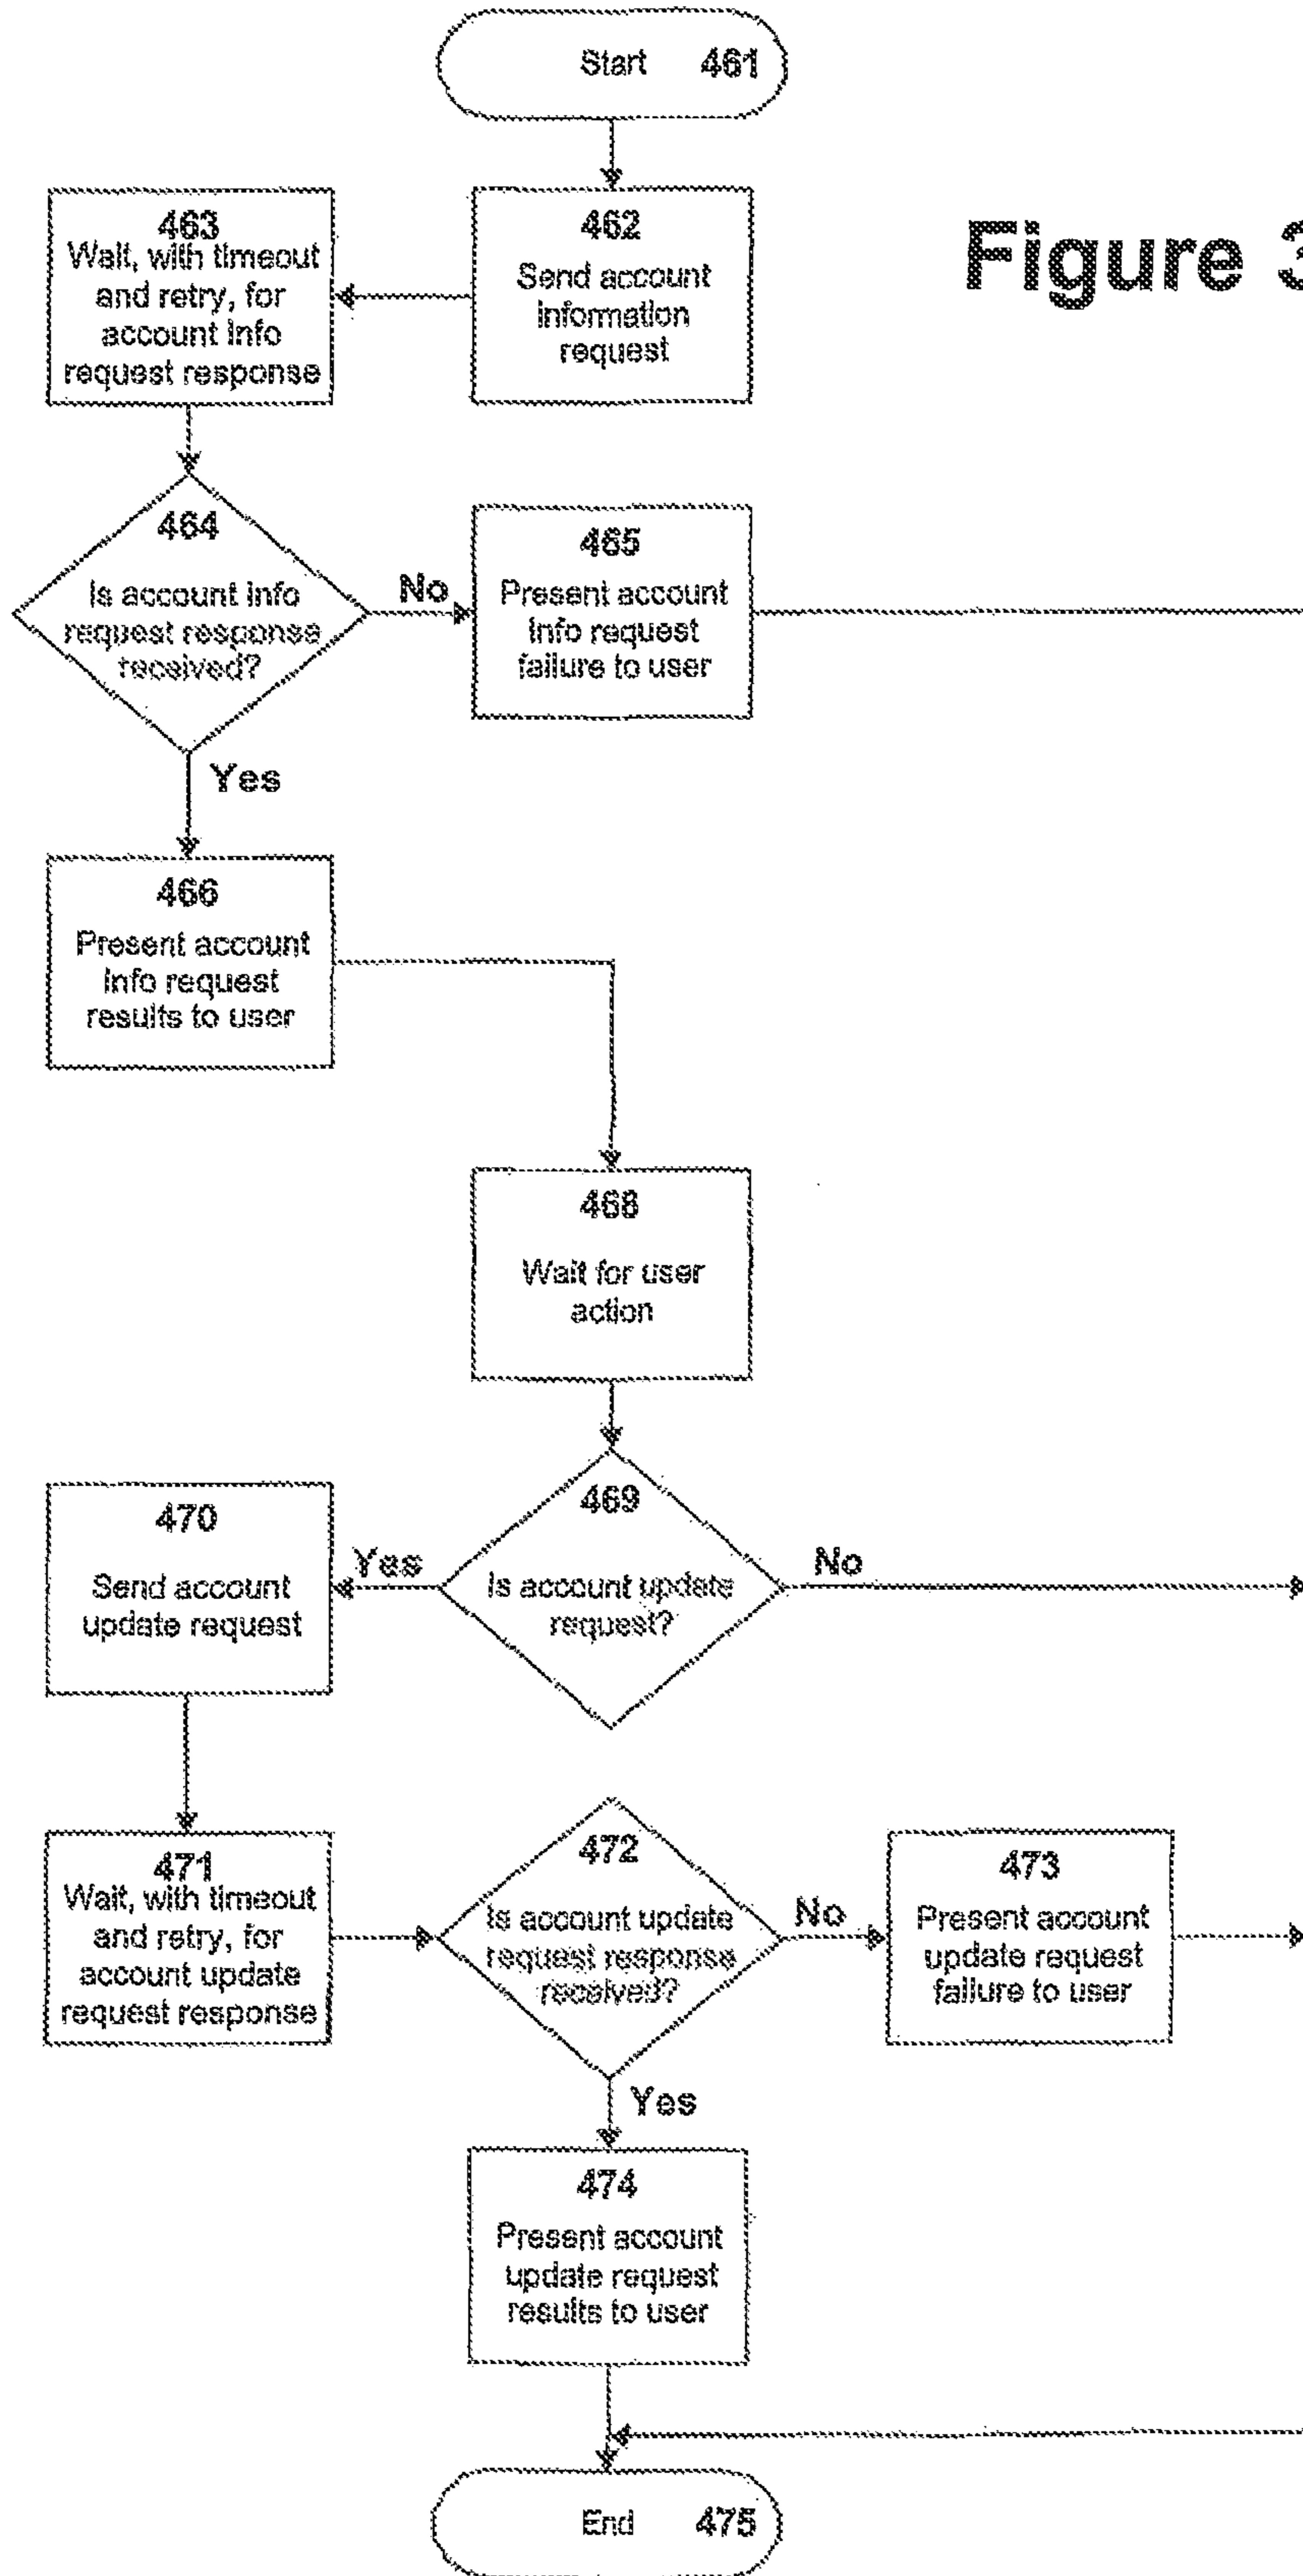 Start 461
462
Send account
information
request
Figure 3
463
Wait, with timeout
and retry, for
account info
request response
464
Is account info
request response
received?
No
465
Present account
info request
failure to user
Yes
466
Present account
info request
results to user
468
Wait for user
action
469
Is account update
request?
Yes
No
470
Send account
update request
471
Wait, with timeout
and retry, for
account update
request response
472
Is account update
request response
received?
No
473
Present account
update request
failure to user
Yes
474
Present account
update request
results to user
End 475